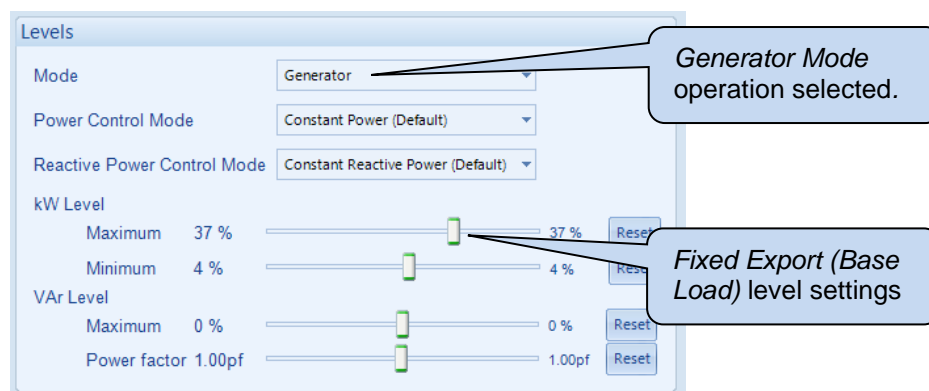 Levels
Mode Generator
Generator Mode
operation selected.
Power Control Mode Constant Power (Default)
Reactive Power Control Mode Constant Reactive Power (Default)
kW Level
Maximum 37 % 37 % Reset
Minimum 4 % 4 % Reset
Fixed Export (Base
Load) level settings
VAr Level
Maximum 0 % 0 % Reset
Power factor 1.00pf 1.00pf Reset